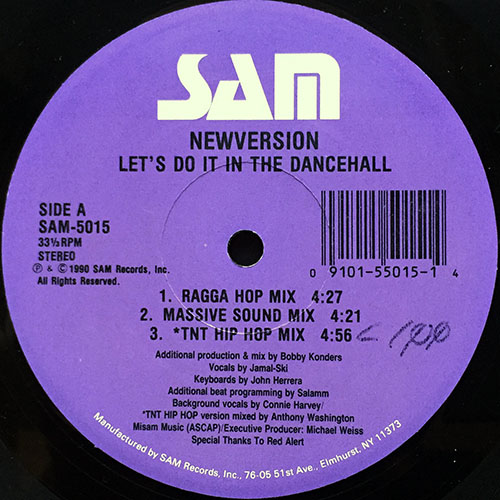 SAM
NEWVERSION
LET'S DO IT IN THE DANCEHALL
SIDE A
SAM-5015
33⅓ RPM
STEREO
℗ & © 1990 SAM Records, Inc.
All Rights Reserved.
0 9101-55015-1 4
1. RAGGA HOP MIX 4:27
2. MASSIVE SOUND MIX 4:21
3. *TNT HIP HOP MIX 4:56
Additional production & mix by Bobby Konders
Vocals by Jamal-Ski
Keyboards by John Herrera
Additional beat programming by Salamm
Background vocals by Connie Harvey/
*TNT HIP HOP version mixed by Anthony Washington
Misam Music (ASCAP)/Executive Producer: Michael Weiss
Special Thanks To Red Alert
Manufactured by SAM Records, Inc., 76-05 51st Ave., Elmhurst, NY 11373